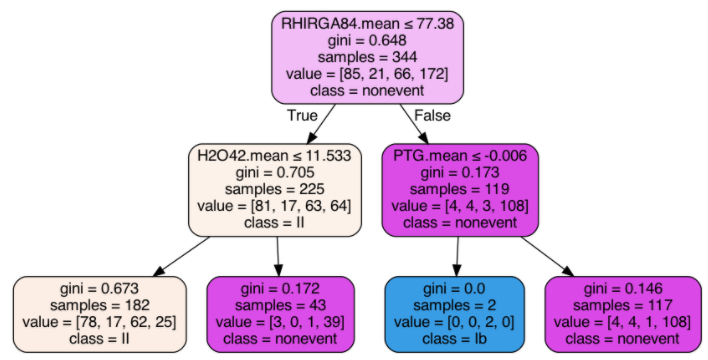 RHIRGA84.mean ≤ 77.38
gini = 0.648
samples = 344
value = [85, 21, 66, 172]
class = nonevent
True
False
H2O42.mean ≤ 11.533
gini = 0.705
samples = 225
value = [81, 17, 63, 64]
class = II
PTG.mean ≤ -0.006
gini = 0.173
samples = 119
value = [4, 4, 3, 108]
class = nonevent
gini = 0.673
samples = 182
value = [78, 17, 62, 25]
class = II
gini = 0.172
samples = 43
value = [3, 0, 1, 39]
class = nonevent
gini = 0.0
samples = 2
value = [0, 0, 2, 0]
class = Ib
gini = 0.146
samples = 117
value = [4, 4, 1, 108]
class = nonevent